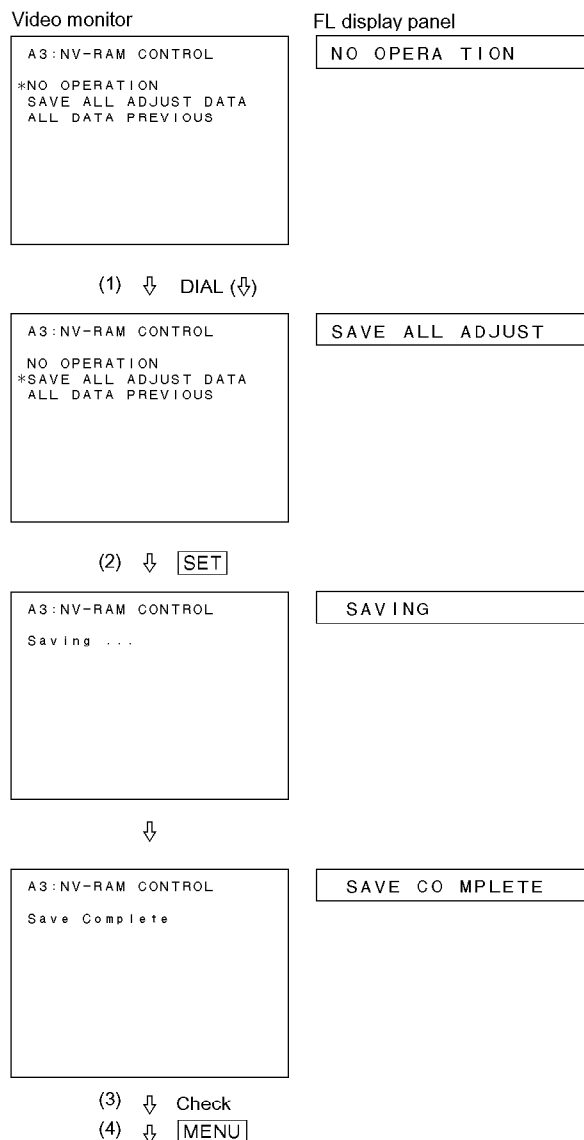 Video monitor
FL display panel
A3:NV-RAM CONTROL
NO OPERA TION
*NO OPERATION
SAVE ALL ADJUST DATA
ALL DATA PREVIOUS
(1) ⇩ DIAL (⇩)
A3:NV-RAM CONTROL
SAVE ALL ADJUST
NO OPERATION
*SAVE ALL ADJUST DATA
ALL DATA PREVIOUS
(2) ⇩ SET
A3:NV-RAM CONTROL
SAVING
Saving ...
⇩
A3:NV-RAM CONTROL
SAVE CO MPLETE
Save Complete
(3) ⇩ Check
(4) ⇩ MENU